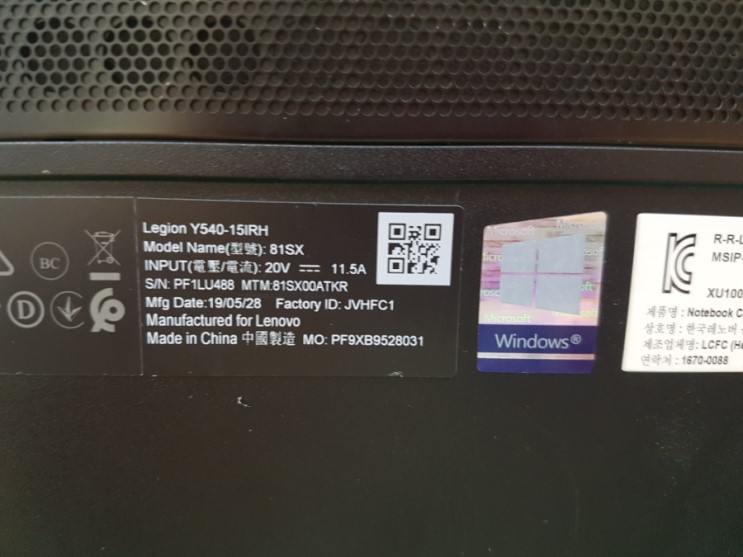 BC
D
Legion Y540-15IRH
Model Name(型號): 81SX
INPUT(電壓/電流): 20V ⎓ 11.5A
S/N: PF1LU488 MTM:81SX00ATKR
Mfg Date:19/05/28 Factory ID: JVHFC1
Manufactured for Lenovo
Made in China 中國製造 MO: PF9XB9528031
Microsoft
Windows®
R-R-L
MSIP-
XU100
제품명 : Notebook C
상호명 : 한국레노버
제조업체명: LCFC (He
연락처 : 1670-0088